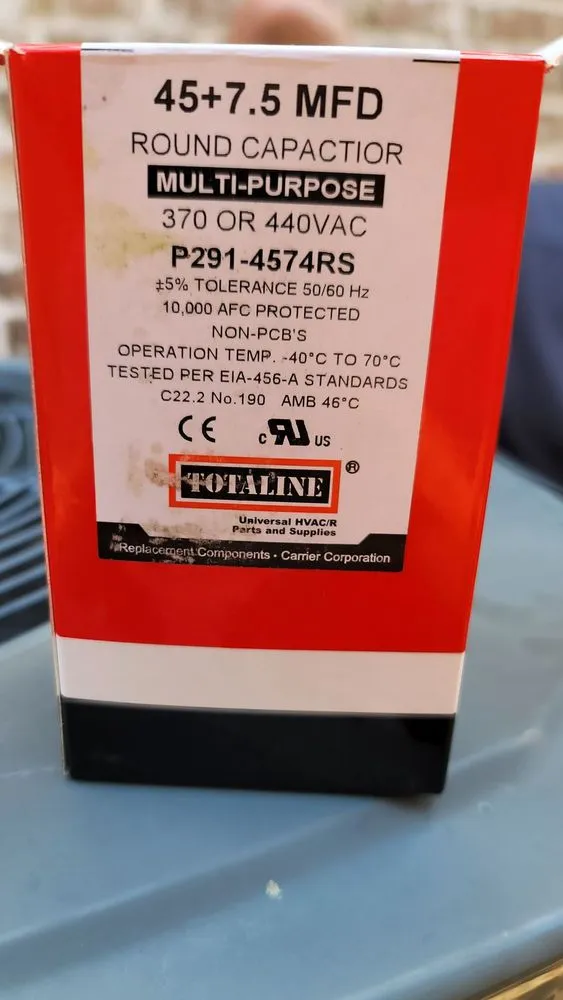 45+7.5 MFD
ROUND CAPACTIOR
MULTI-PURPOSE
370 OR 440VAC
P291-4574RS
±5% TOLERANCE 50/60 Hz
10,000 AFC PROTECTED
NON-PCB'S
OPERATION TEMP. -40°C TO 70°C
TESTED PER EIA-456-A STANDARDS
C22.2 No.190 AMB 46°C
CE c RU US
TOTALINE ®
Universal HVAC/R
Parts and Supplies
Replacement Components • Carrier Corporation